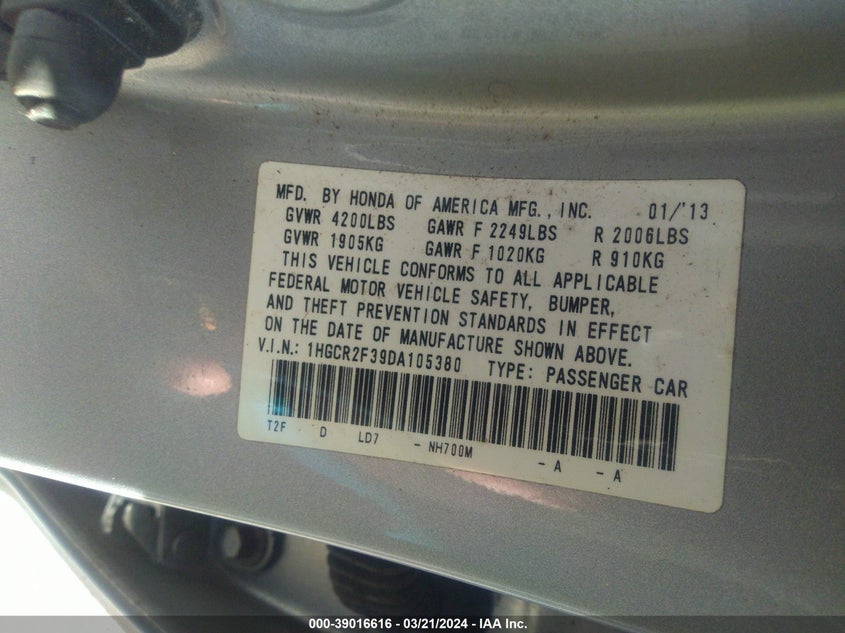 MFD. BY HONDA OF AMERICA MFG., INC. 01/'13
GVWR 4200LBS GAWR F 2249LBS R 2006LBS
GVWR 1905KG GAWR F 1020KG R 910KG
THIS VEHICLE CONFORMS TO ALL APPLICABLE
FEDERAL MOTOR VEHICLE SAFETY, BUMPER,
AND THEFT PREVENTION STANDARDS IN EFFECT
ON THE DATE OF MANUFACTURE SHOWN ABOVE.
V.I.N.: 1HGCR2F39DA105380 TYPE: PASSENGER CAR
T2F D LD7 - NH700M - A - A
000-39016616 - 03/21/2024 - IAA Inc.